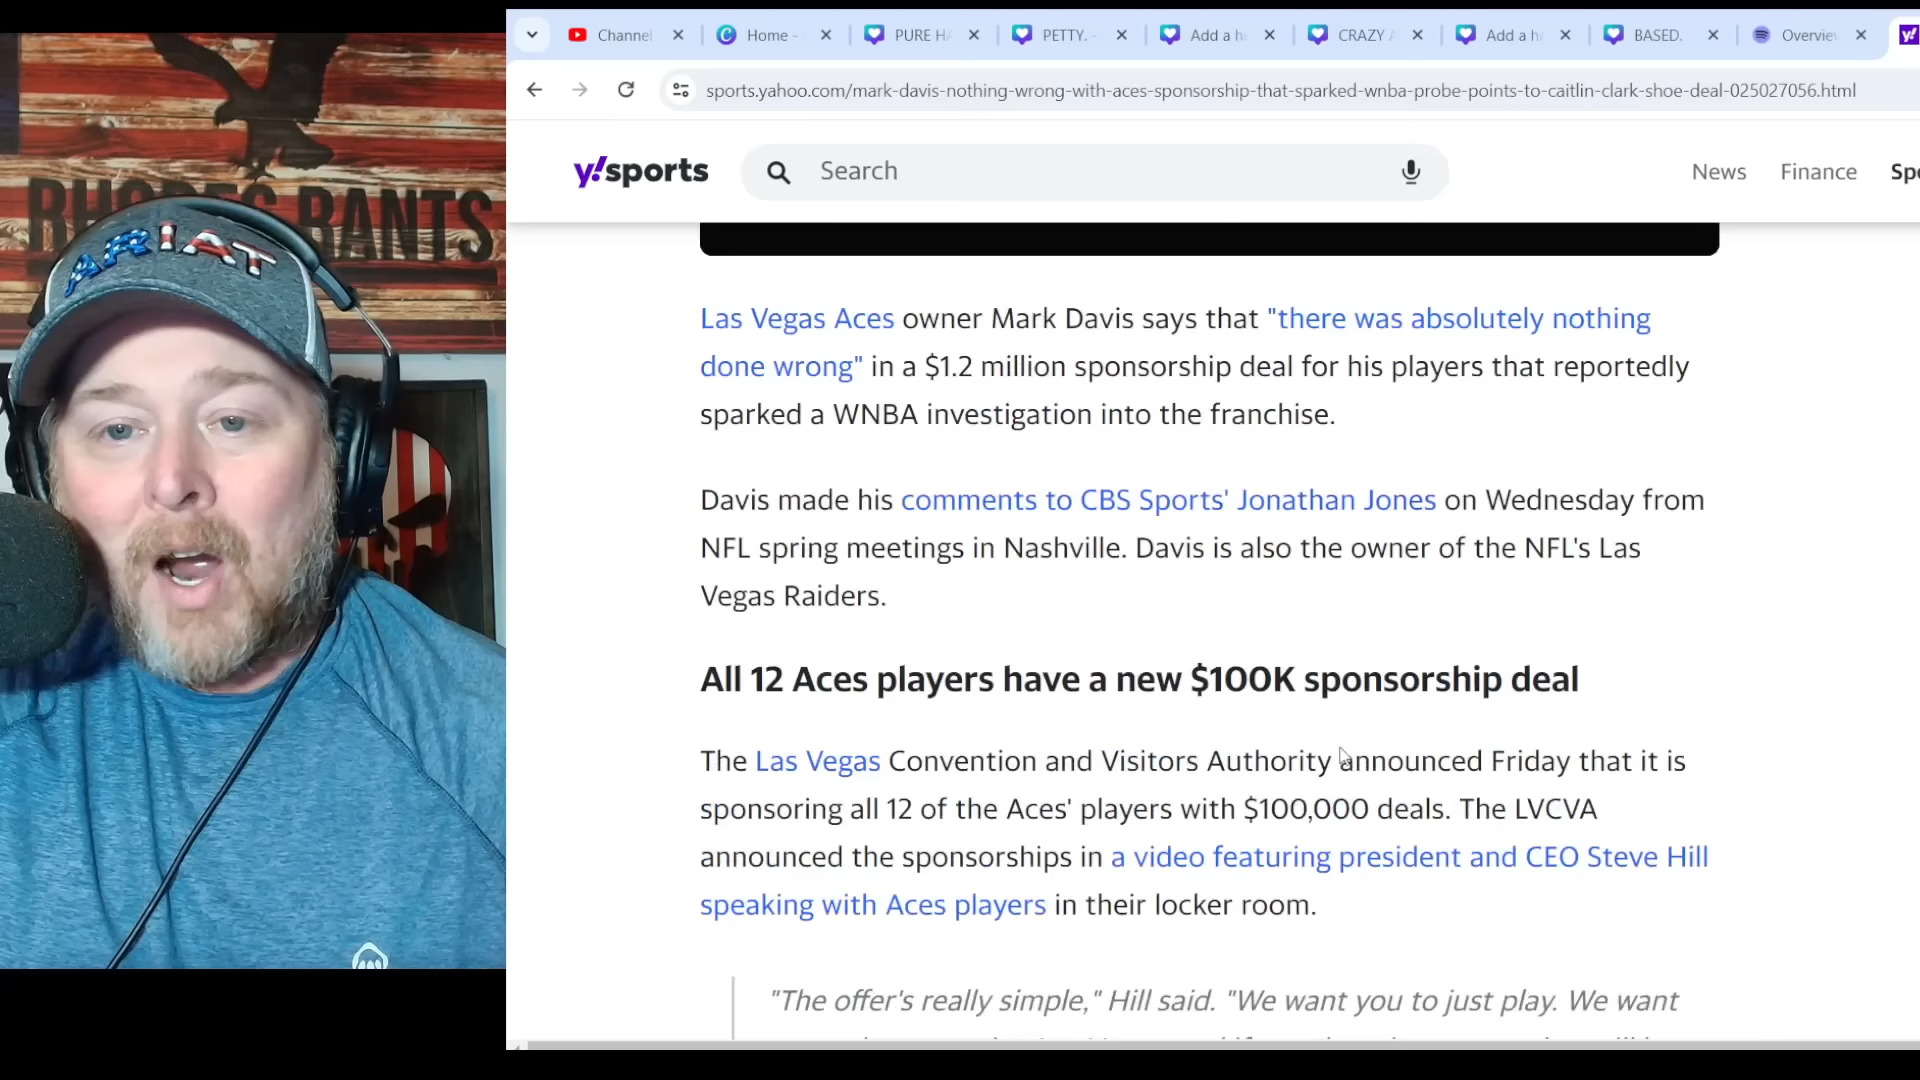 Channel
Home -
PURE H
PETTY. -
Add a h
CRAZY
Add a h
BASED.
Overvie
y!
sports.yahoo.com/mark-davis-nothing-wrong-with-aces-sponsorship-that-sparked-wnba-probe-points-to-caitlin-clark-shoe-deal-025027056.html
y!sports
Search
News
Finance
Spo
RHODES RANTS
ARIAT
Las Vegas Aces owner Mark Davis says that "there was absolutely nothing
done wrong" in a $1.2 million sponsorship deal for his players that reportedly
sparked a WNBA investigation into the franchise.
Davis made his comments to CBS Sports' Jonathan Jones on Wednesday from
NFL spring meetings in Nashville. Davis is also the owner of the NFL's Las
Vegas Raiders.
All 12 Aces players have a new $100K sponsorship deal
The Las Vegas Convention and Visitors Authority announced Friday that it is
sponsoring all 12 of the Aces' players with $100,000 deals. The LVCVA
announced the sponsorships in a video featuring president and CEO Steve Hill
speaking with Aces players in their locker room.
"The offer's really simple," Hill said. "We want you to just play. We want